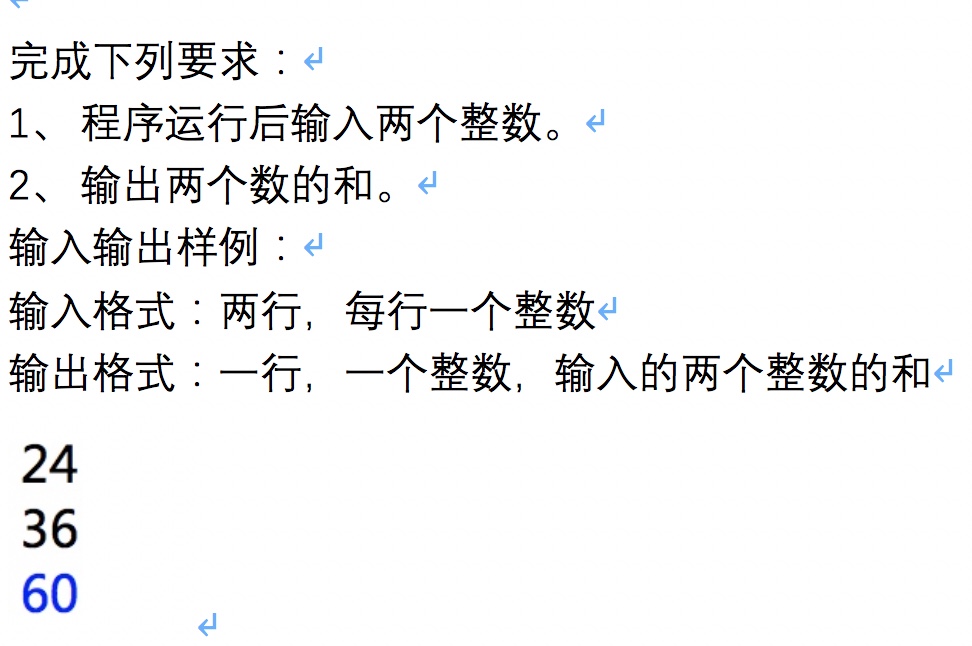 完成下列要求：
1、 程序运行后输入两个整数。
2、 输出两个数的和。
输入输出样例：
输入格式：两行，每行一个整数
输出格式：一行，一个整数，输入的两个整数的和
24
36
60